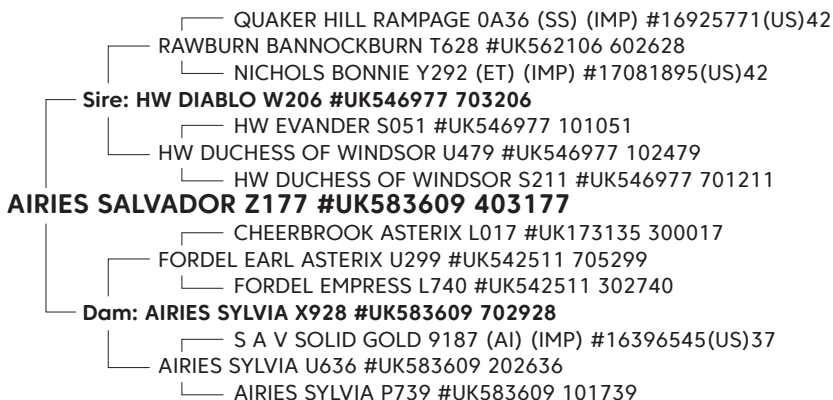 QUAKER HILL RAMPAGE 0A36 (SS) (IMP) #16925771(US)42
RAWBURN BANNOCKBURN T628 #UK562106 602628
NICHOLS BONNIE Y292 (ET) (IMP) #17081895(US)42
Sire: HW DIABLO W206 #UK546977 703206
HW EVANDER S051 #UK546977 101051
HW DUCHESS OF WINDSOR U479 #UK546977 102479
HW DUCHESS OF WINDSOR S211 #UK546977 701211
AIRIES SALVADOR Z177 #UK583609 403177
CHEERBROOK ASTERIX L017 #UK173135 300017
FORDEL EARL ASTERIX U299 #UK542511 705299
FORDEL EMPRESS L740 #UK542511 302740
Dam: AIRIES SYLVIA X928 #UK583609 702928
S A V SOLID GOLD 9187 (AI) (IMP) #16396545(US)37
AIRIES SYLVIA U636 #UK583609 202636
AIRIES SYLVIA P739 #UK583609 101739